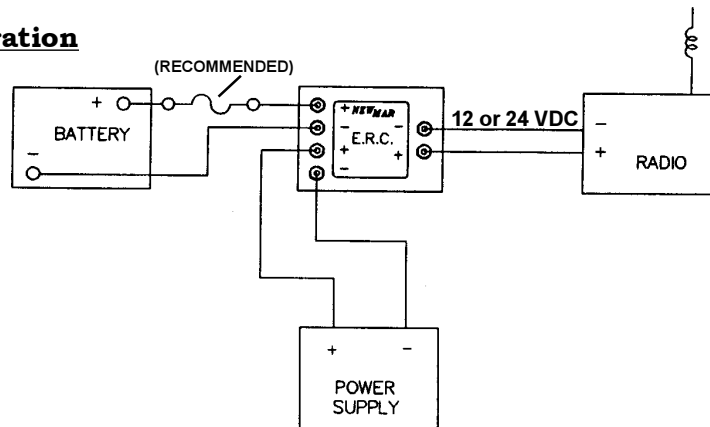 ration
(RECOMMENDED)
+
BATTERY
-
+ NEWMAR
-
E.R.C.
-
+
+
-
12 or 24 VDC
-
+
RADIO
+ -
POWER
SUPPLY